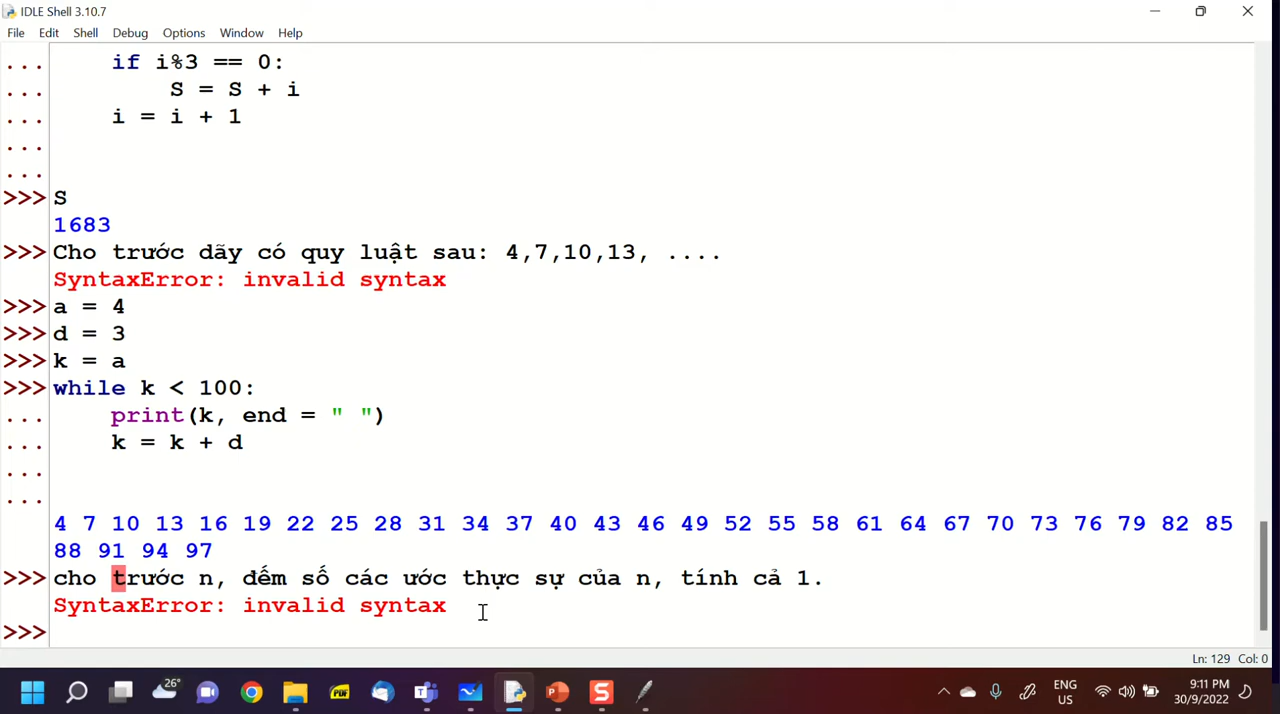 IDLE Shell 3.10.7
File Edit Shell Debug Options Window Help
... if i%3 == 0:
... S = S + i
... i = i + 1
...
...
>>> S
1683
>>> Cho trước dãy có quy luật sau: 4,7,10,13, ....
SyntaxError: invalid syntax
>>> a = 4
>>> d = 3
>>> k = a
>>> while k < 100:
... print(k, end = " ")
... k = k + d
...
...
4 7 10 13 16 19 22 25 28 31 34 37 40 43 46 49 52 55 58 61 64 67 70 73 76 79 82 85
88 91 94 97
>>> cho trước n, đếm số các ước thực sự của n, tính cả 1.
SyntaxError: invalid syntax
>>>
Ln: 129 Col: 0
26°
PDF
ENG
US
9:11 PM
30/9/2022